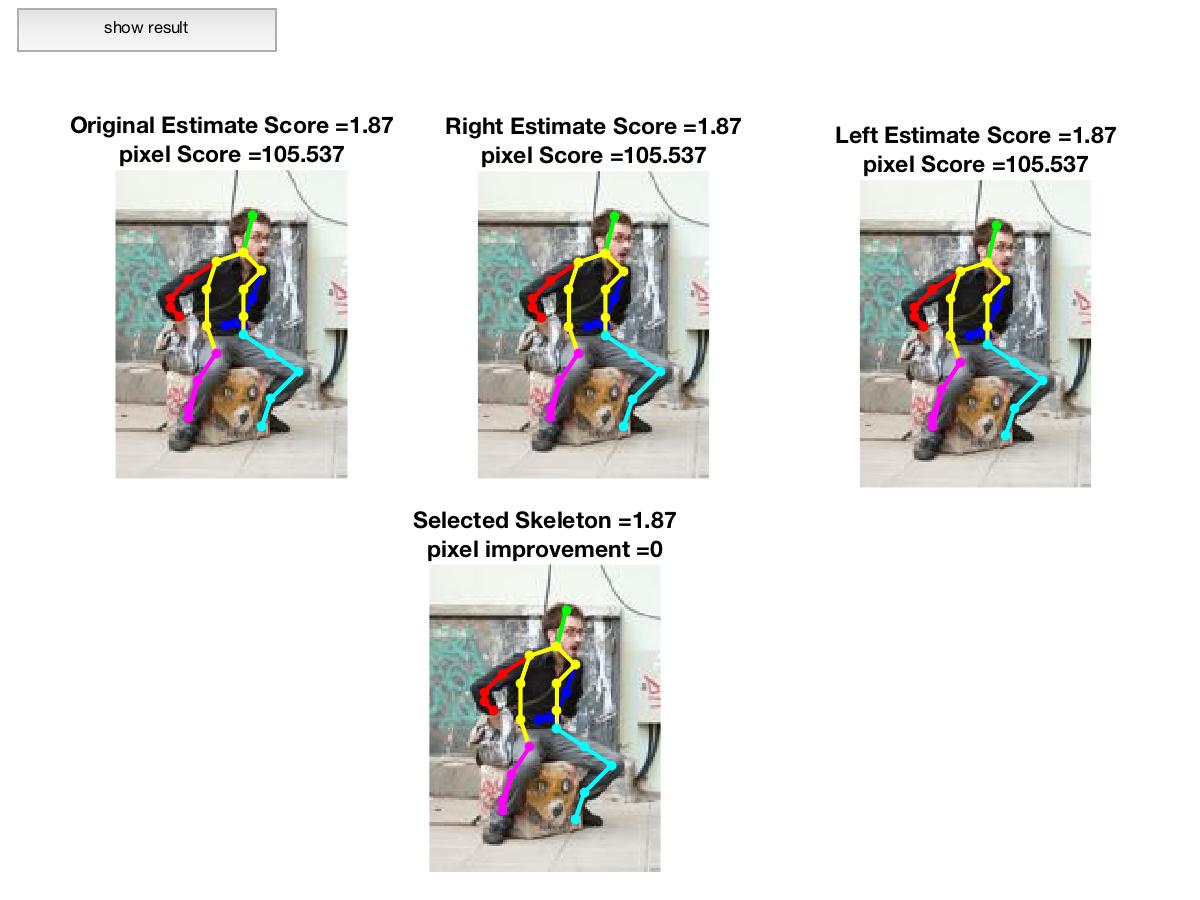 show result
Original Estimate Score =1.87
pixel Score =105.537
Right Estimate Score =1.87
pixel Score =105.537
Left Estimate Score =1.87
pixel Score =105.537
Selected Skeleton =1.87
pixel improvement =0